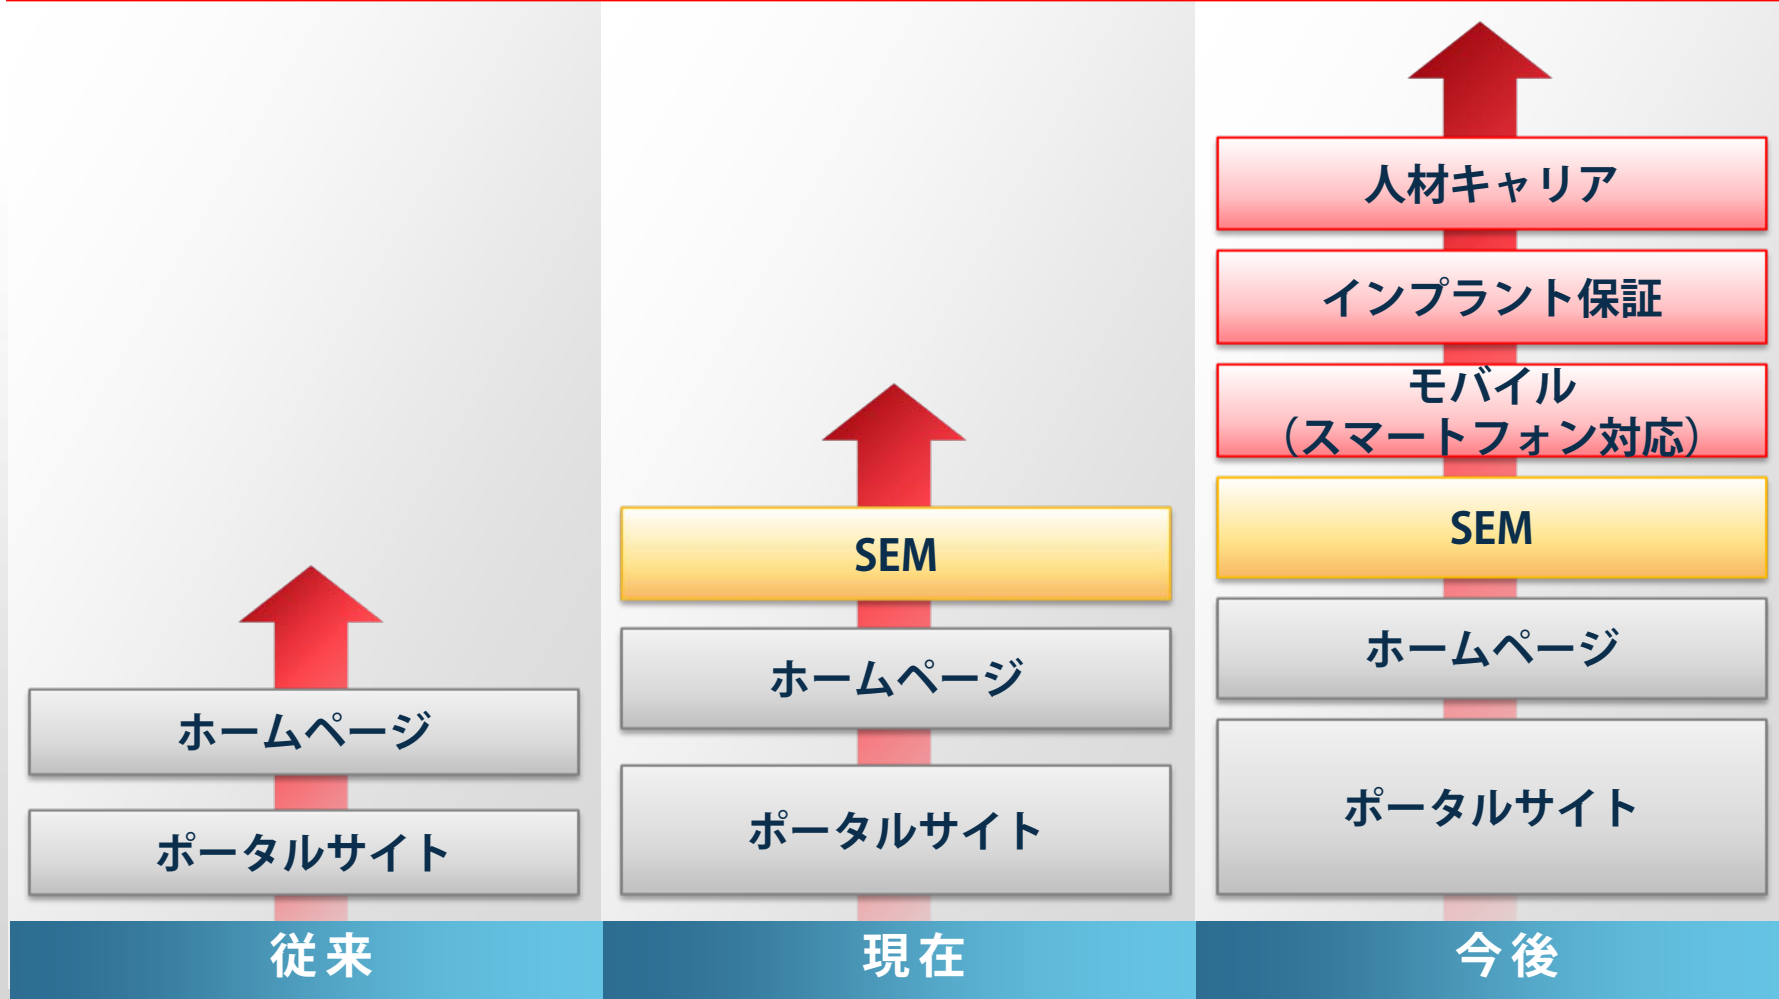 ホームページ
ポータルサイト
従来
SEM
ホームページ
ポータルサイト
現在
人材キャリア
インプラント保証
モバイル
（スマートフォン対応）
SEM
ホームページ
ポータルサイト
今後